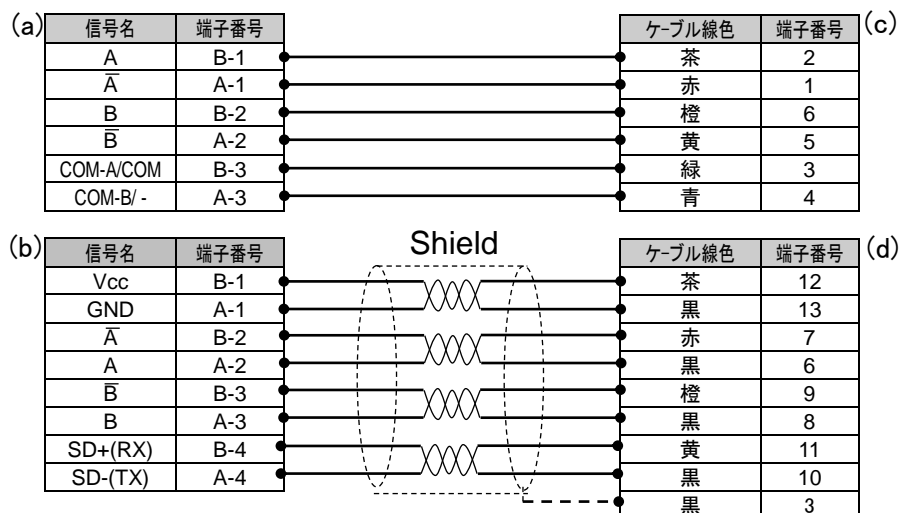 (a) 信号名 端子番号 ケーブル線色 端子番号 (c)
A B-1 茶 2
A̅ A-1 赤 1
B B-2 橙 6
B̅ A-2 黄 5
COM-A/COM B-3 緑 3
COM-B/ - A-3 青 4
Shield
(b) 信号名 端子番号 ケーブル線色 端子番号 (d)
Vcc B-1 茶 12
GND A-1 黒 13
A̅ B-2 赤 7
A A-2 黒 6
B̅ B-3 橙 9
B A-3 黒 8
SD+(RX) B-4 黄 11
SD-(TX) A-4 黒 10
黒 3